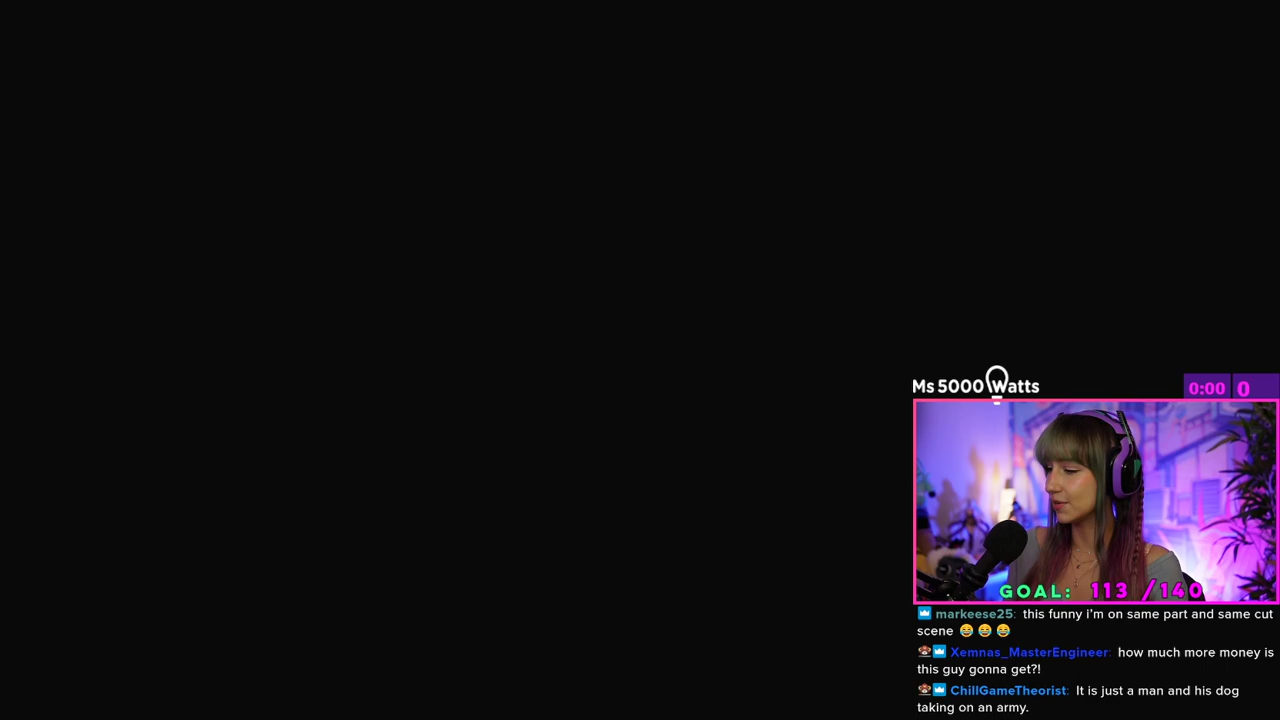 Ms 5000 Watts
0:00 0
GOAL: 113 /140
markeese25: this funny i'm on same part and same cut
scene 😂 😂 😂
Xemnas_MasterEngineer: how much more money is
this guy gonna get?!
ChillGameTheorist: It is just a man and his dog
taking on an army.